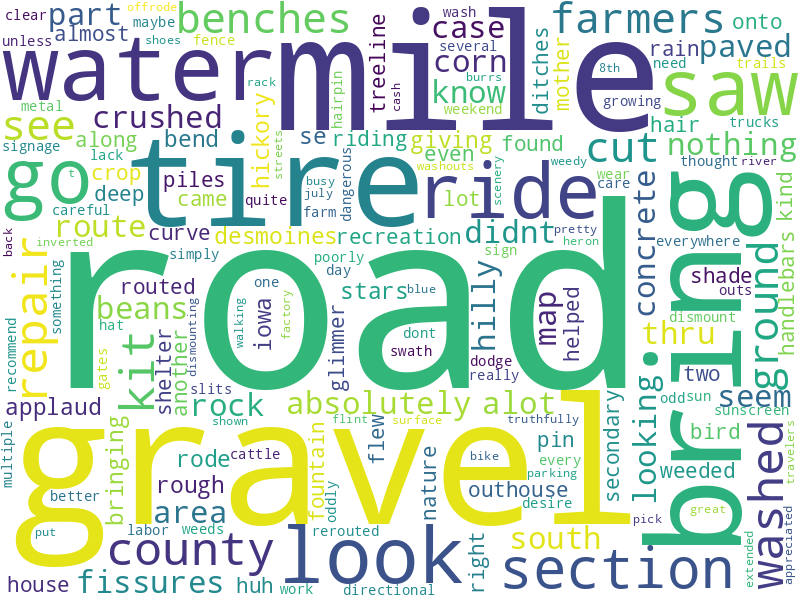 clear part offrode benches mile case farmers onto
maybe wash
unless almost fence shoes several corn rain paved
water treeline ditches mother saw
metal crushed hickory rack cash know burrs 8th need trails
see weekend growing trucks
signage along bend se riding giving found cut hair nothing
hairpin
lack crop piles tire even washouts ride signage thought river
go deep came quite streets busy dangerous lot scenery weedy wear care
t careful route july farm concrete kind
back curve desmoines recreation didnt pretty sign heron everywhere
inverted simply poorly day hilly shade outs
something routed one stars blue map helped ground handlebars
repair beans hat iowa road dont dismount
recommend gates dismounting walking factory glimmer swath dodge really thru
kit shelter another slits two odd sun seem
applaud rock absolutely alot looking. sunscreen
multiple shown flint surface truthfully pin secondary bird bring
gravel bringing rode cattle fountain flew bike every weeded washed travelers
better rough area oddly nature outhouse parking desire
put labor weeds rerouted right south pick great
county look section extended appreciated
house fissures huh work directional